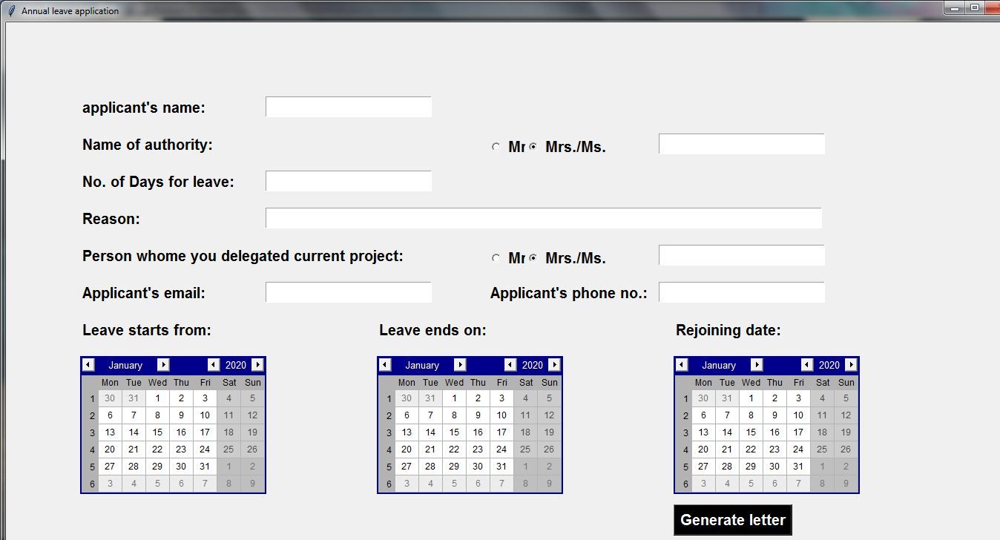 Annual leave application
applicant's name:
Name of authority: Mr Mrs./Ms.
No. of Days for leave:
Reason:
Person whome you delegated current project: Mr Mrs./Ms.
Applicant's email: Applicant's phone no.:
Leave starts from: Leave ends on: Rejoining date:
January 2020 January 2020 January 2020
Mon Tue Wed Thu Fri Sat Sun Mon Tue Wed Thu Fri Sat Sun Mon Tue Wed Thu Fri Sat Sun
1 30 31 1 2 3 4 5 1 30 31 1 2 3 4 5 1 30 31 1 2 3 4 5
2 6 7 8 9 10 11 12 2 6 7 8 9 10 11 12 2 6 7 8 9 10 11 12
3 13 14 15 16 17 18 19 3 13 14 15 16 17 18 19 3 13 14 15 16 17 18 19
4 20 21 22 23 24 25 26 4 20 21 22 23 24 25 26 4 20 21 22 23 24 25 26
5 27 28 29 30 31 1 2 5 27 28 29 30 31 1 2 5 27 28 29 30 31 1 2
6 3 4 5 6 7 8 9 6 3 4 5 6 7 8 9 6 3 4 5 6 7 8 9
Generate letter